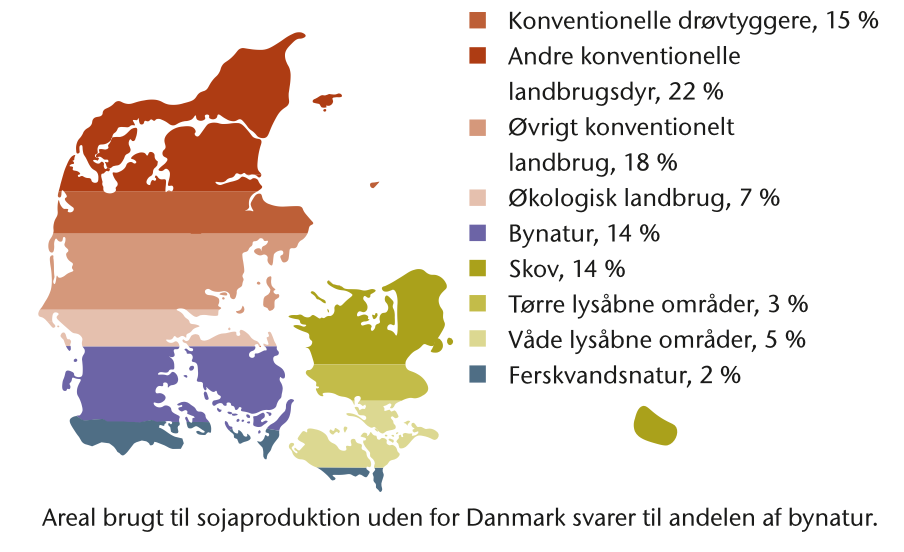 Konventionelle drøvtyggere, 15 %
Andre konventionelle
landbrugsdyr, 22 %
Øvrigt konventionelt
landbrug, 18 %
Økologisk landbrug, 7 %
Bynatur, 14 %
Skov, 14 %
Tørre lysåbne områder, 3 %
Våde lysåbne områder, 5 %
Ferskvandsnatur, 2 %
Areal brugt til sojaproduktion uden for Danmark svarer til andelen af bynatur.